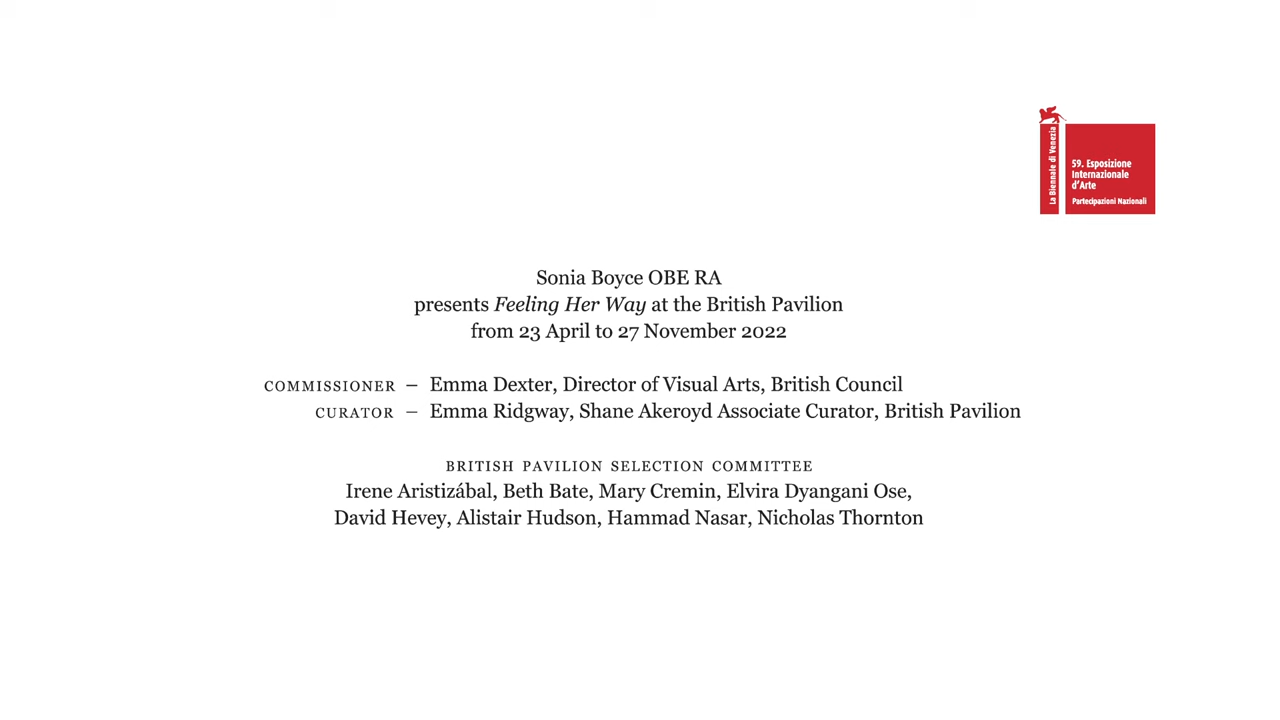 La Biennale di Venezia
59. Esposizione
Internazionale
d'Arte
Partecipazioni Nazionali
Sonia Boyce OBE RA
presents Feeling Her Way at the British Pavilion
from 23 April to 27 November 2022
COMMISSIONER – Emma Dexter, Director of Visual Arts, British Council
CURATOR – Emma Ridgway, Shane Akeroyd Associate Curator, British Pavilion
BRITISH PAVILION SELECTION COMMITTEE
Irene Aristizábal, Beth Bate, Mary Cremin, Elvira Dyangani Ose,
David Hevey, Alistair Hudson, Hammad Nasar, Nicholas Thornton